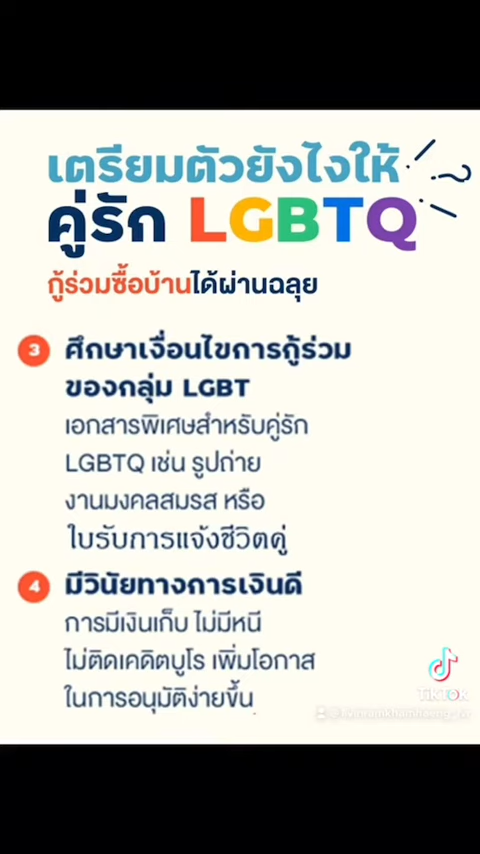 เตรียมตัวยังไงให้
คู่รัก LGBTQ
กู้ร่วมซื้อบ้านได้ผ่านฉลุย
3 ศึกษาเงื่อนไขการกู้ร่วม
ของกลุ่ม LGBT
เอกสารพิเศษสำหรับคู่รัก
LGBTQ เช่น รูปถ่าย
งานมงคลสมรส หรือ
ใบรับการแจ้งชีวิตคู่
4 มีวินัยทางการเงินดี
การมีเงินเก็บ ไม่มีหนี้
ไม่ติดเคดิตบูโร เพิ่มโอกาส
ในการอนุมัติง่ายขึ้น
TikTok